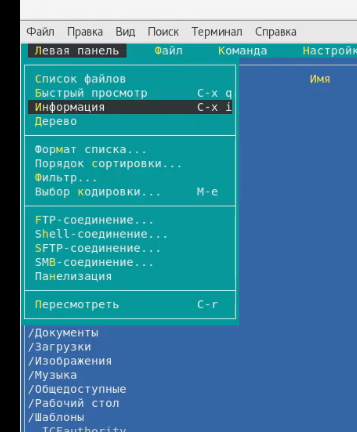 Файл Правка Вид Поиск Терминал Справка
Левая панель Файл Команда Настройк
Имя
Список файлов
Быстрый просмотр C-x q
Информация C-x i
Дерево
Формат списка...
Порядок сортировки...
Фильтр...
Выбор кодировки... M-e
FTP-соединение...
Shell-соединение...
SFTP-соединение...
SMB-соединение...
Панелизация
Пересмотреть C-r
/Документы
/Загрузки
/Изображения
/Музыка
/Общедоступные
/Рабочий стол
/Шаблоны
.ICEauthority